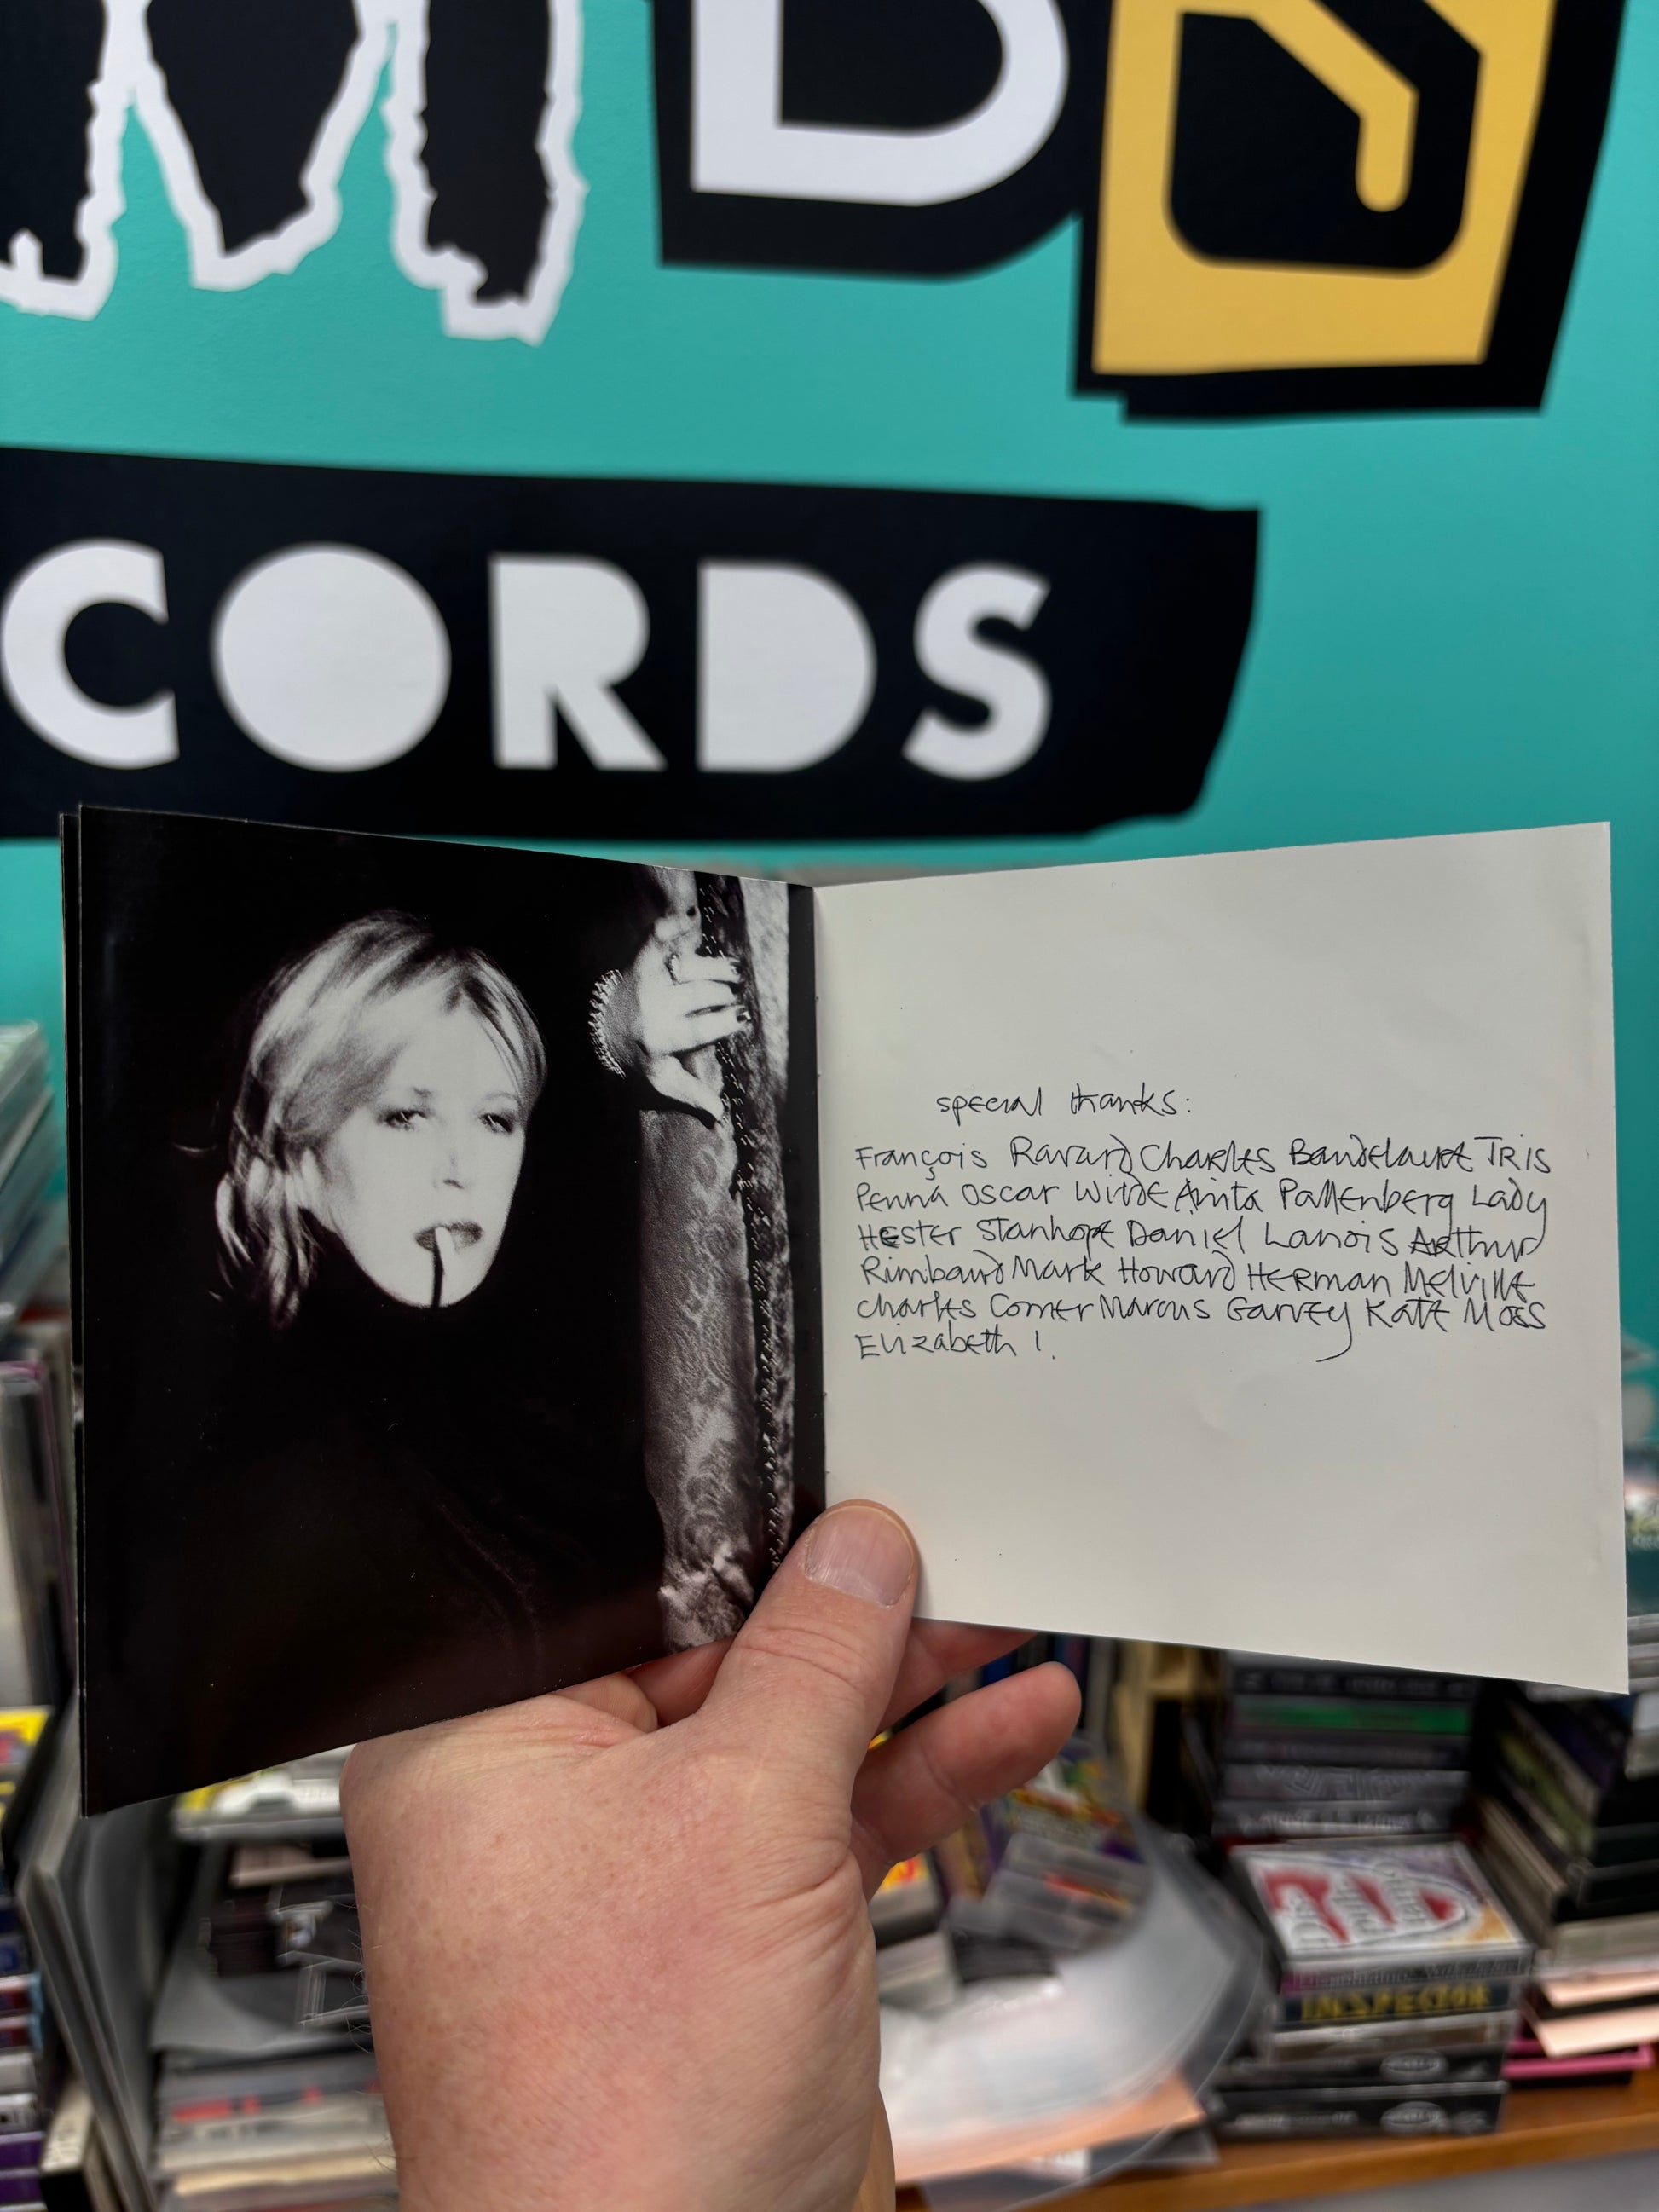 CORDS
special thanks:
François Ravard Charles Baudelaire Tris
Penna Oscar Wilde Anita Pallenberg Lady
Hester Stanhope Daniel Lanois Arthur
Rimbaud Mark Howard Herman Melville
Charles Comer Marcus Garvey Kate Moss
Elizabeth I.
INSPECTOR